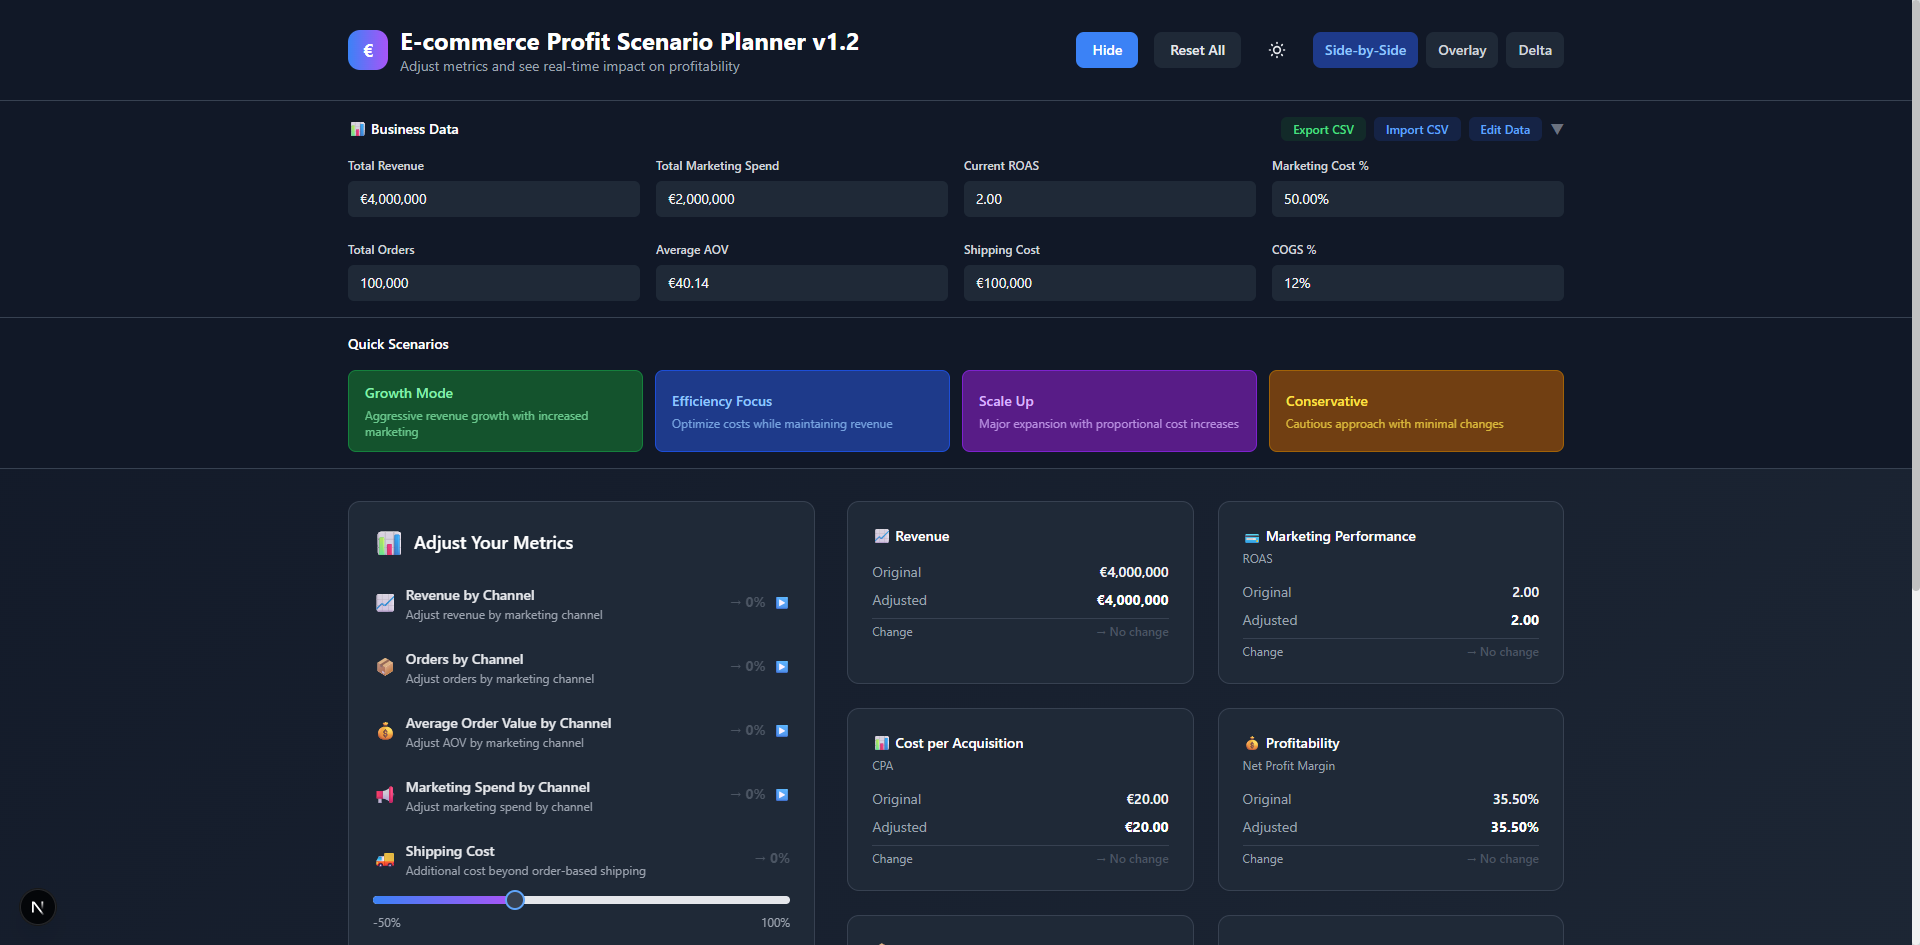 €
E-commerce Profit Scenario Planner v1.2
Adjust metrics and see real-time impact on profitability
Hide
Reset All
Side-by-Side
Overlay
Delta
Business Data
Export CSV
Import CSV
Edit Data
Total Revenue
€4,000,000
Total Marketing Spend
€2,000,000
Current ROAS
2.00
Marketing Cost %
50.00%
Total Orders
100,000
Average AOV
€40.14
Shipping Cost
€100,000
COGS %
12%
Quick Scenarios
Growth Mode
Aggressive revenue growth with increased
marketing
Efficiency Focus
Optimize costs while maintaining revenue
Scale Up
Major expansion with proportional cost increases
Conservative
Cautious approach with minimal changes
Adjust Your Metrics
Revenue by Channel
Adjust revenue by marketing channel
→ 0%
Orders by Channel
Adjust orders by marketing channel
→ 0%
Average Order Value by Channel
Adjust AOV by marketing channel
→ 0%
Marketing Spend by Channel
Adjust marketing spend by channel
→ 0%
Shipping Cost
Additional cost beyond order-based shipping
→ 0%
-50%
100%
Revenue
Original €4,000,000
Adjusted €4,000,000
Change → No change
Marketing Performance
ROAS
Original 2.00
Adjusted 2.00
Change → No change
Cost per Acquisition
CPA
Original €20.00
Adjusted €20.00
Change → No change
Profitability
Net Profit Margin
Original 35.50%
Adjusted 35.50%
Change → No change
N